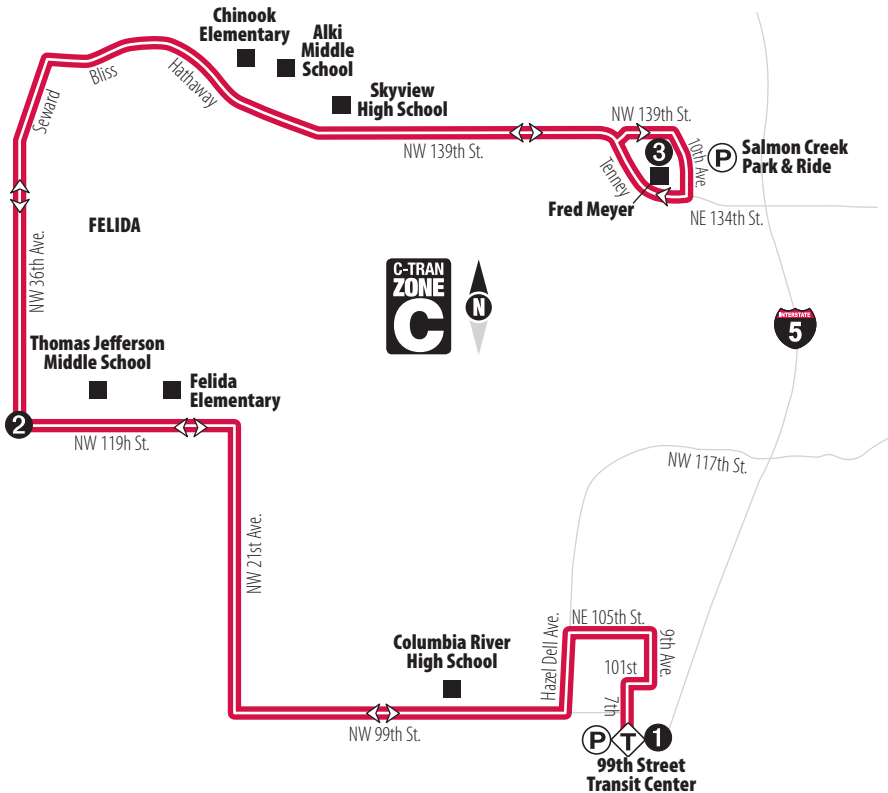 Chinook
Elementary
Alki
Middle
School
Skyview
High School
Seward
Bliss
Hathaway
NW 139th St.
NW 139th St.
10th Ave.
Tenney
3
P
Salmon Creek
Park & Ride
Fred Meyer
NE 134th St.
FELIDA
NW 36th Ave.
C-TRAN
ZONE
C
N
INTERSTATE
5
Thomas Jefferson
Middle School
Felida
Elementary
2
NW 119h St.
NW 117th St.
NW 21st Ave.
Columbia River
High School
Hazel Dell Ave.
NE 105th St.
9th Ave.
101st
7th
NW 99th St.
P
T
1
99th Street
Transit Center